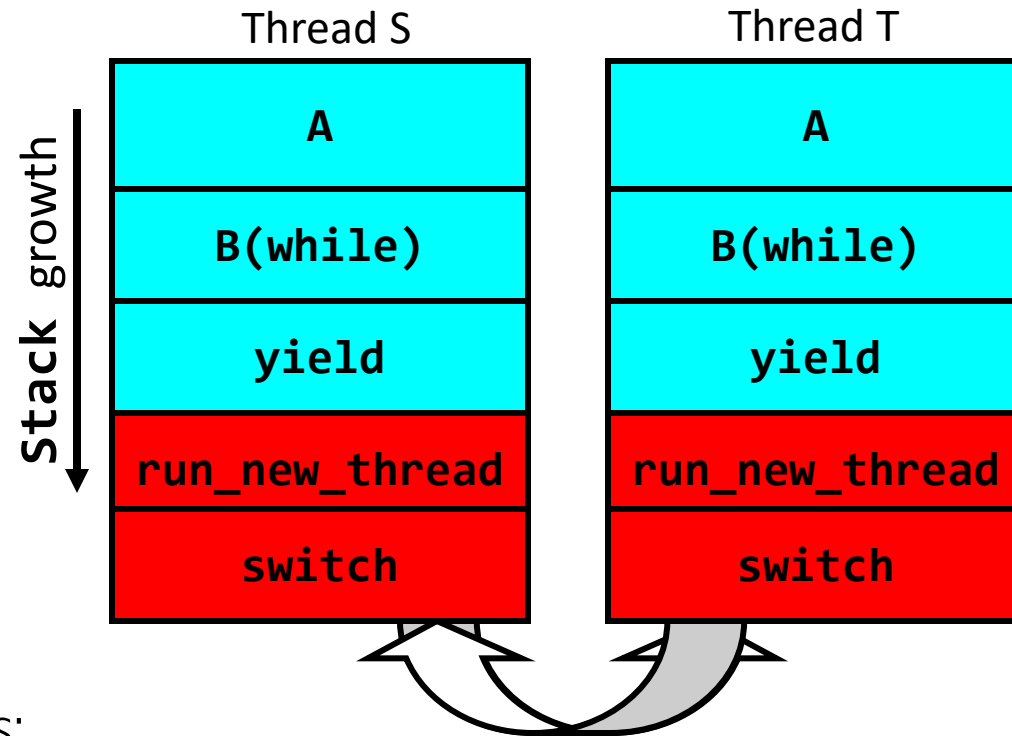 Thread S
Thread T
Stack growth
A
B(while)
yield
run_new_thread
switch
A
B(while)
yield
run_new_thread
switch